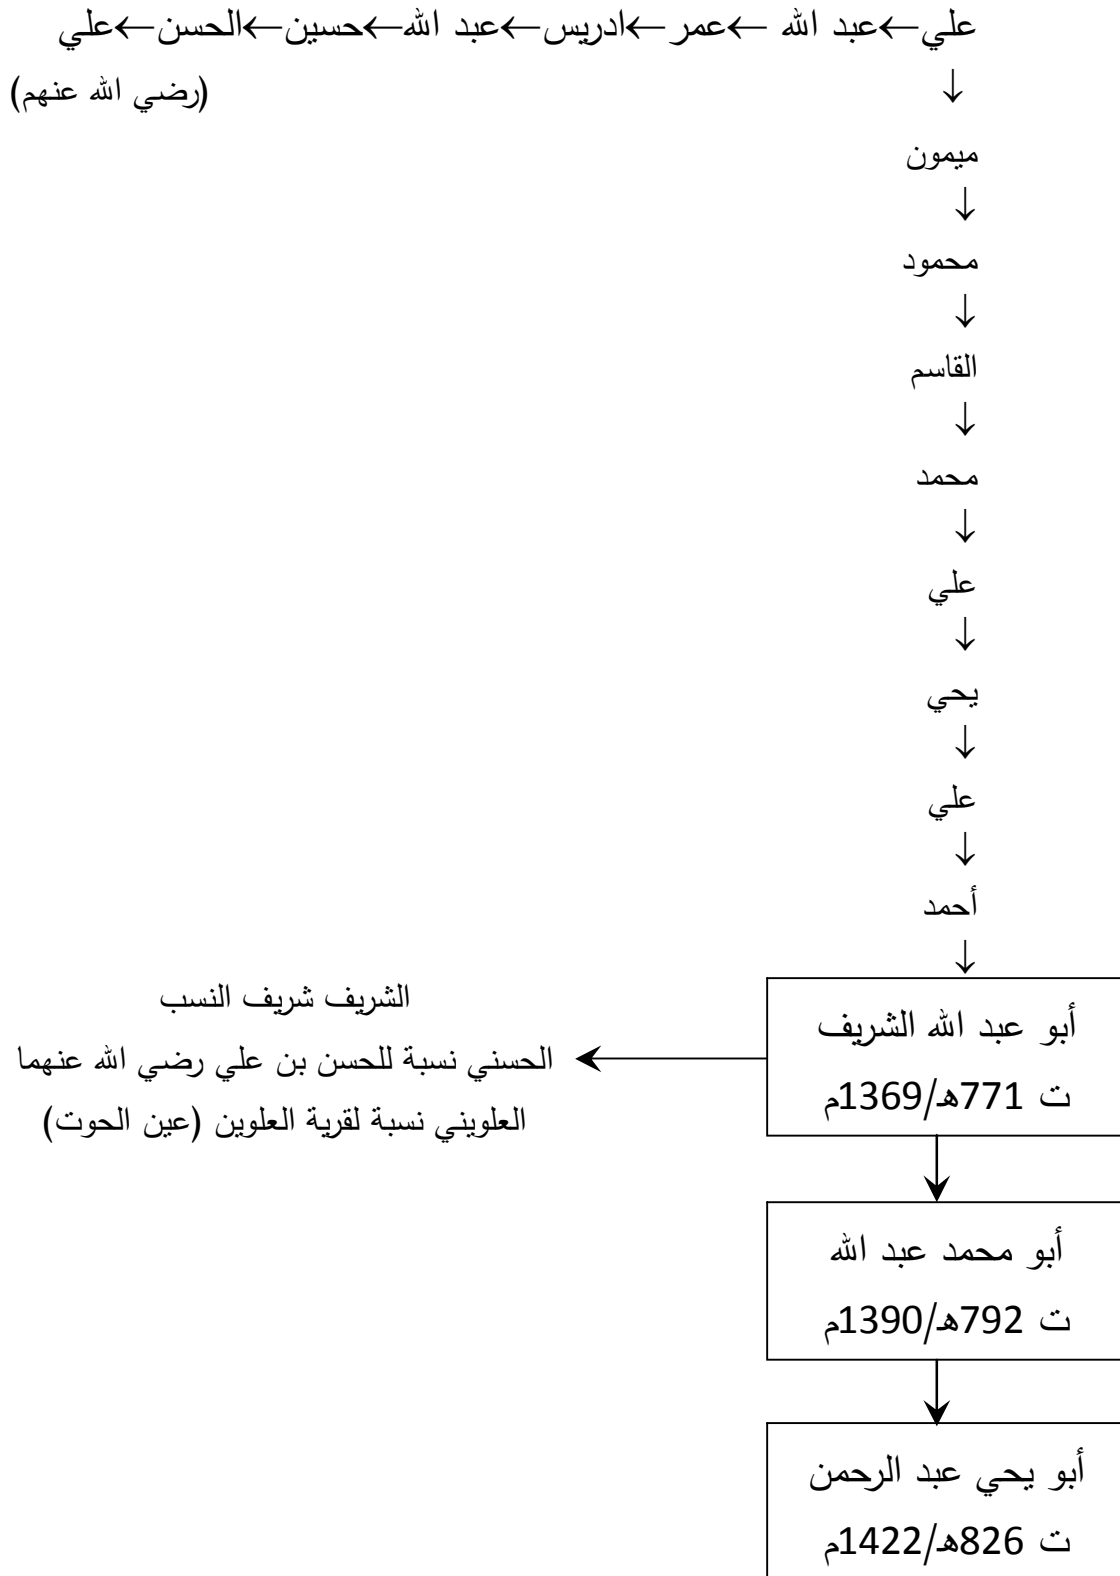 علي←عبد الله ←عمر←ادريس←عبد الله←حسين←الحسن←علي
(رضي الله عنهم)
↓
ميمون
↓
محمود
↓
القاسم
↓
محمد
↓
علي
↓
يحي
↓
علي
↓
أحمد
↓
أبو عبد الله الشريف
ت 771هـ/1369م
الشريف شريف النسب
الحسني نسبة للحسن بن علي رضي الله عنهما
العلويني نسبة لقرية العلوين (عين الحوت)
أبو محمد عبد الله
ت 792هـ/1390م
أبو يحي عبد الرحمن
ت 826هـ/1422م